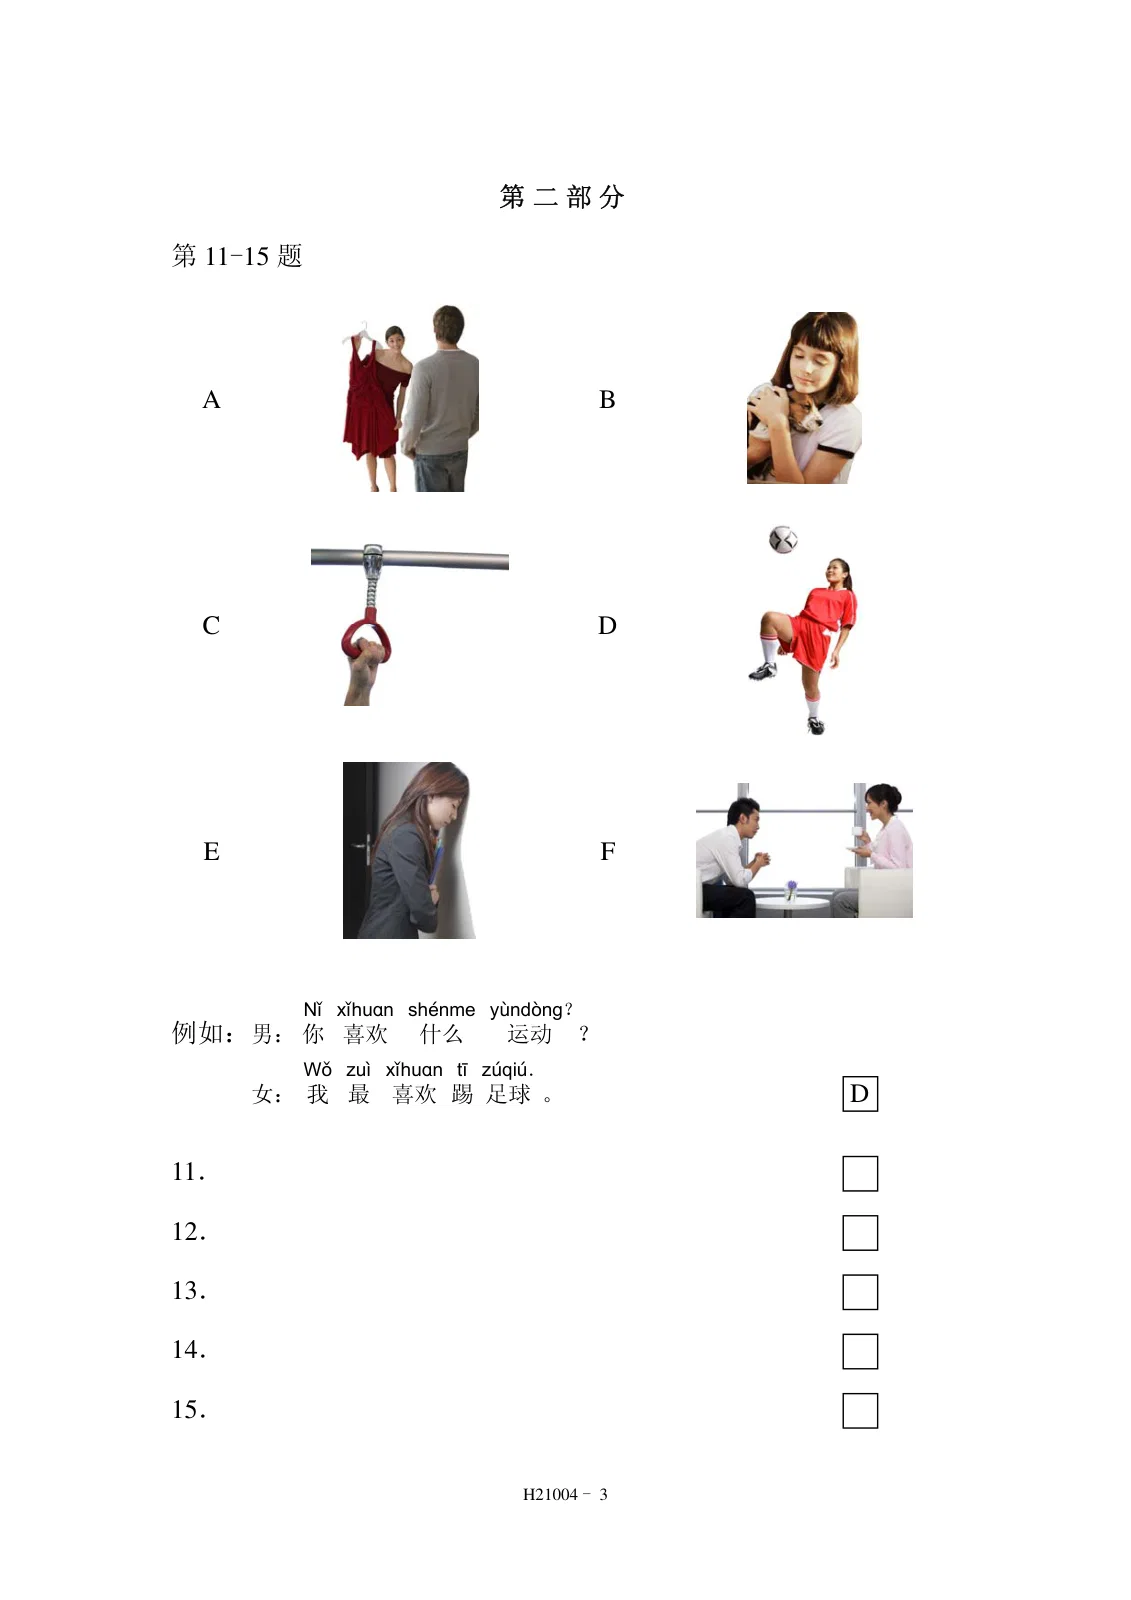 第二部分
第 11-15 题
A B
C D
E F
Nǐ xǐhuɑn shénme yùndòng?
例如：男：你 喜欢 什么 运动 ？
Wǒ zuì xǐhuɑn tī zúqiú.
女：我 最 喜欢 踢 足球 。
D
11.
12.
13.
14.
15.
H21004 - 3